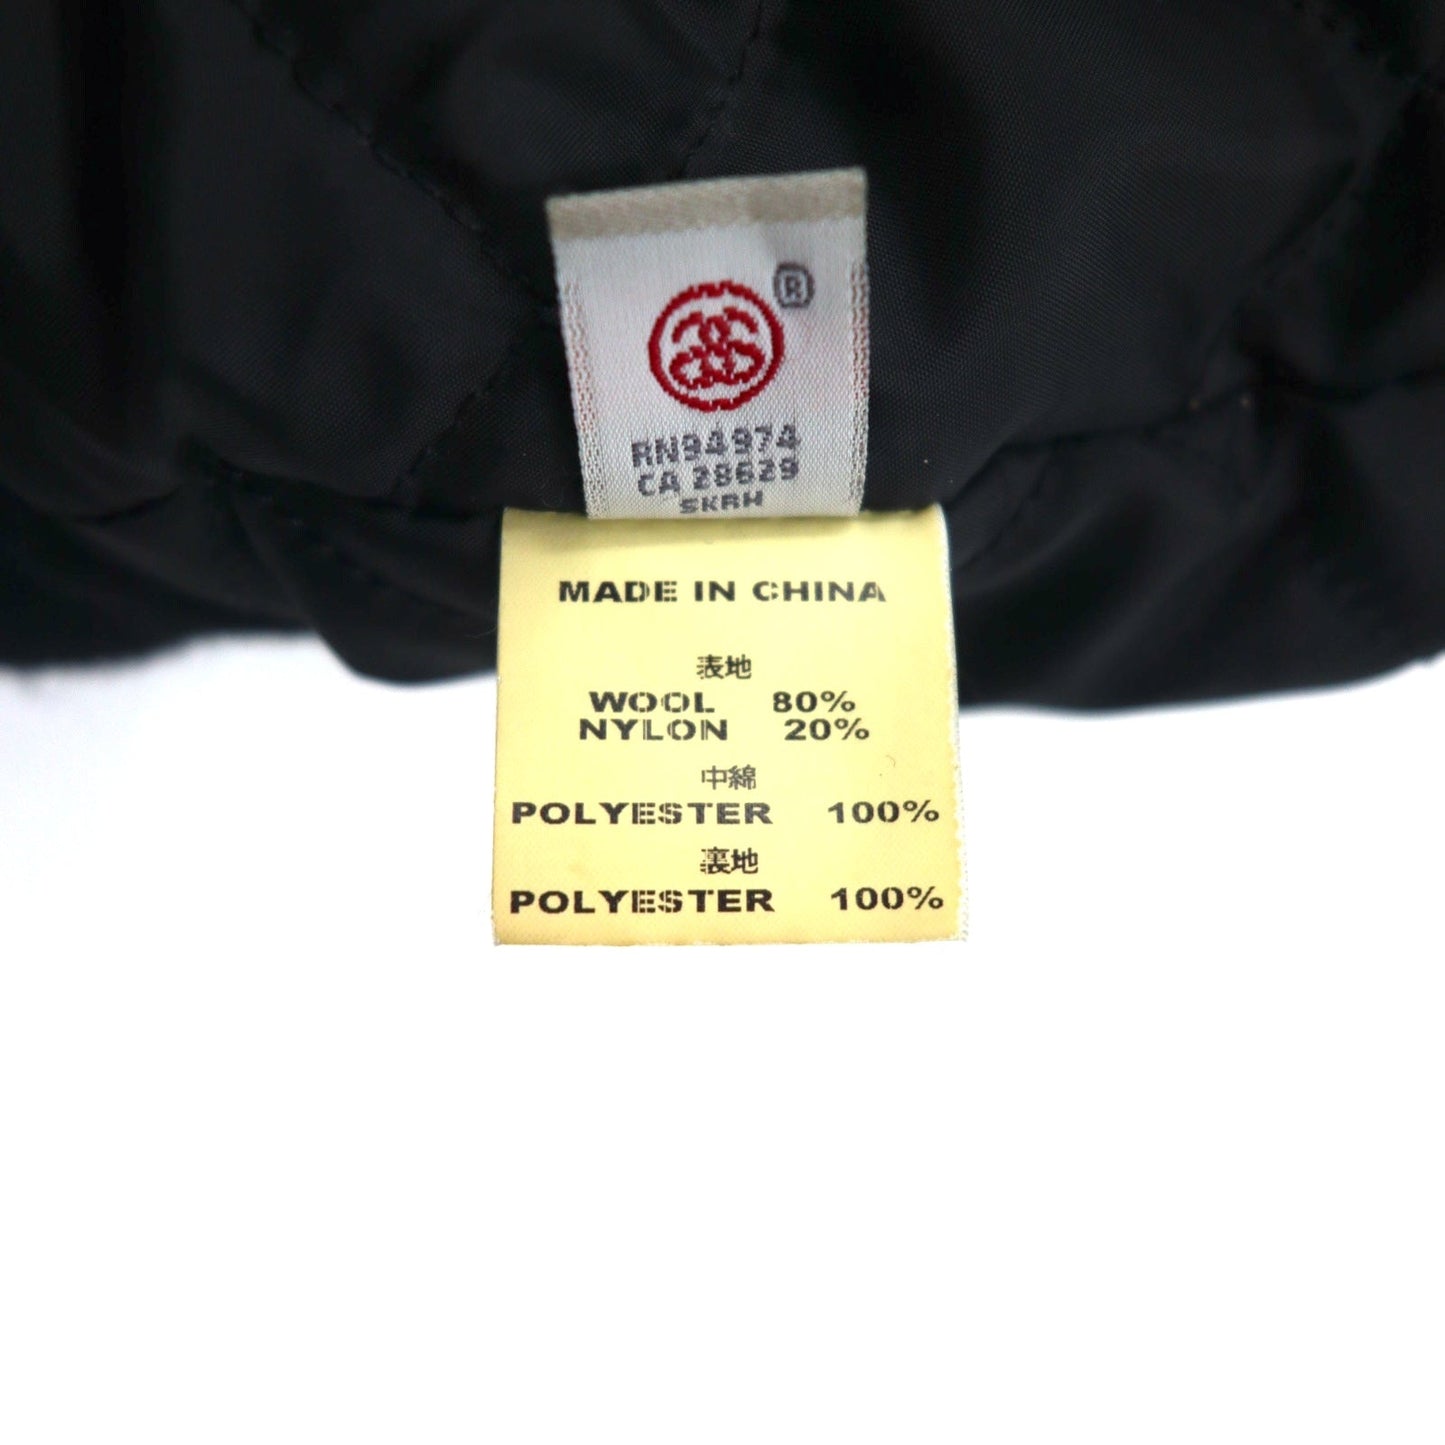 ®
RN94974
CA 28629
SKRH
MADE IN CHINA
表地
WOOL 80%
NYLON 20%
中綿
POLYESTER 100%
裏地
POLYESTER 100%